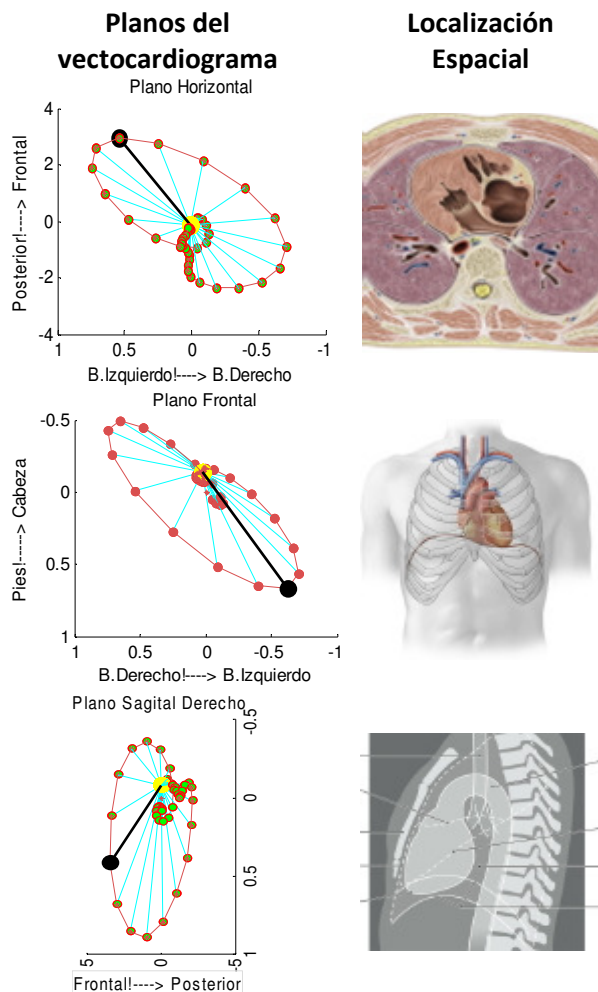 Planos del
vectocardiograma
Localización
Espacial
Plano Horizontal
Posterior!----> Frontal
4
2
0
-2
-4
1
0.5
0
-0.5
-1
B.Izquierdo!----> B.Derecho
Plano Frontal
Pies!----> Cabeza
-0.5
0
0.5
1
1
0.5
0
-0.5
-1
B.Derecho!----> B.Izquierdo
Plano Sagital Derecho
-0.5
0
0.5
1
5
0
-5
Frontal!----> Posterior